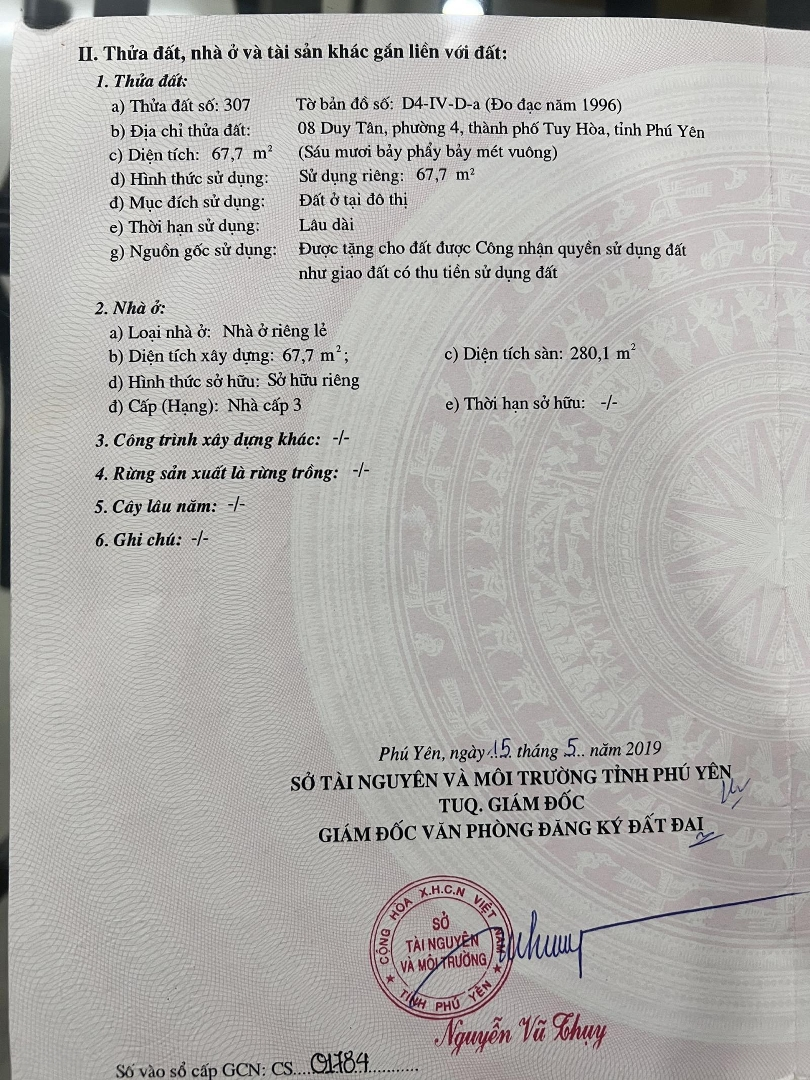 II. Thửa đất, nhà ở và tài sản khác gắn liền với đất:
1. Thửa đất:
a) Thửa đất số: 307 Tờ bản đồ số: D4-IV-D-a (Đo đạc năm 1996)
b) Địa chỉ thửa đất: 08 Duy Tân, phường 4, thành phố Tuy Hòa, tỉnh Phú Yên
c) Diện tích: 67,7 m² (Sáu mươi bảy phẩy bảy mét vuông)
d) Hình thức sử dụng: Sử dụng riêng: 67,7 m²
đ) Mục đích sử dụng: Đất ở tại đô thị
e) Thời hạn sử dụng: Lâu dài
g) Nguồn gốc sử dụng: Được tặng cho đất được Công nhận quyền sử dụng đất
như giao đất có thu tiền sử dụng đất
2. Nhà ở:
a) Loại nhà ở: Nhà ở riêng lẻ
b) Diện tích xây dựng: 67,7 m²; c) Diện tích sàn: 280,1 m²
d) Hình thức sở hữu: Sở hữu riêng
đ) Cấp (Hạng): Nhà cấp 3 e) Thời hạn sở hữu: -/-
3. Công trình xây dựng khác: -/-
4. Rừng sản xuất là rừng trồng: -/-
5. Cây lâu năm: -/-
6. Ghi chú: -/-
Phú Yên, ngày 15 tháng 5 năm 2019
SỞ TÀI NGUYÊN VÀ MÔI TRƯỜNG TỈNH PHÚ YÊN
TUQ. GIÁM ĐỐC
GIÁM ĐỐC VĂN PHÒNG ĐĂNG KÝ ĐẤT ĐAI
CỘNG HÒA X.H.C.N VIỆT NAM
SỞ
TÀI NGUYÊN
VÀ MÔI TRƯỜNG
TỈNH PHÚ YÊN
Nguyễn Vũ Thụy
Số vào sổ cấp GCN: CS....01784...........